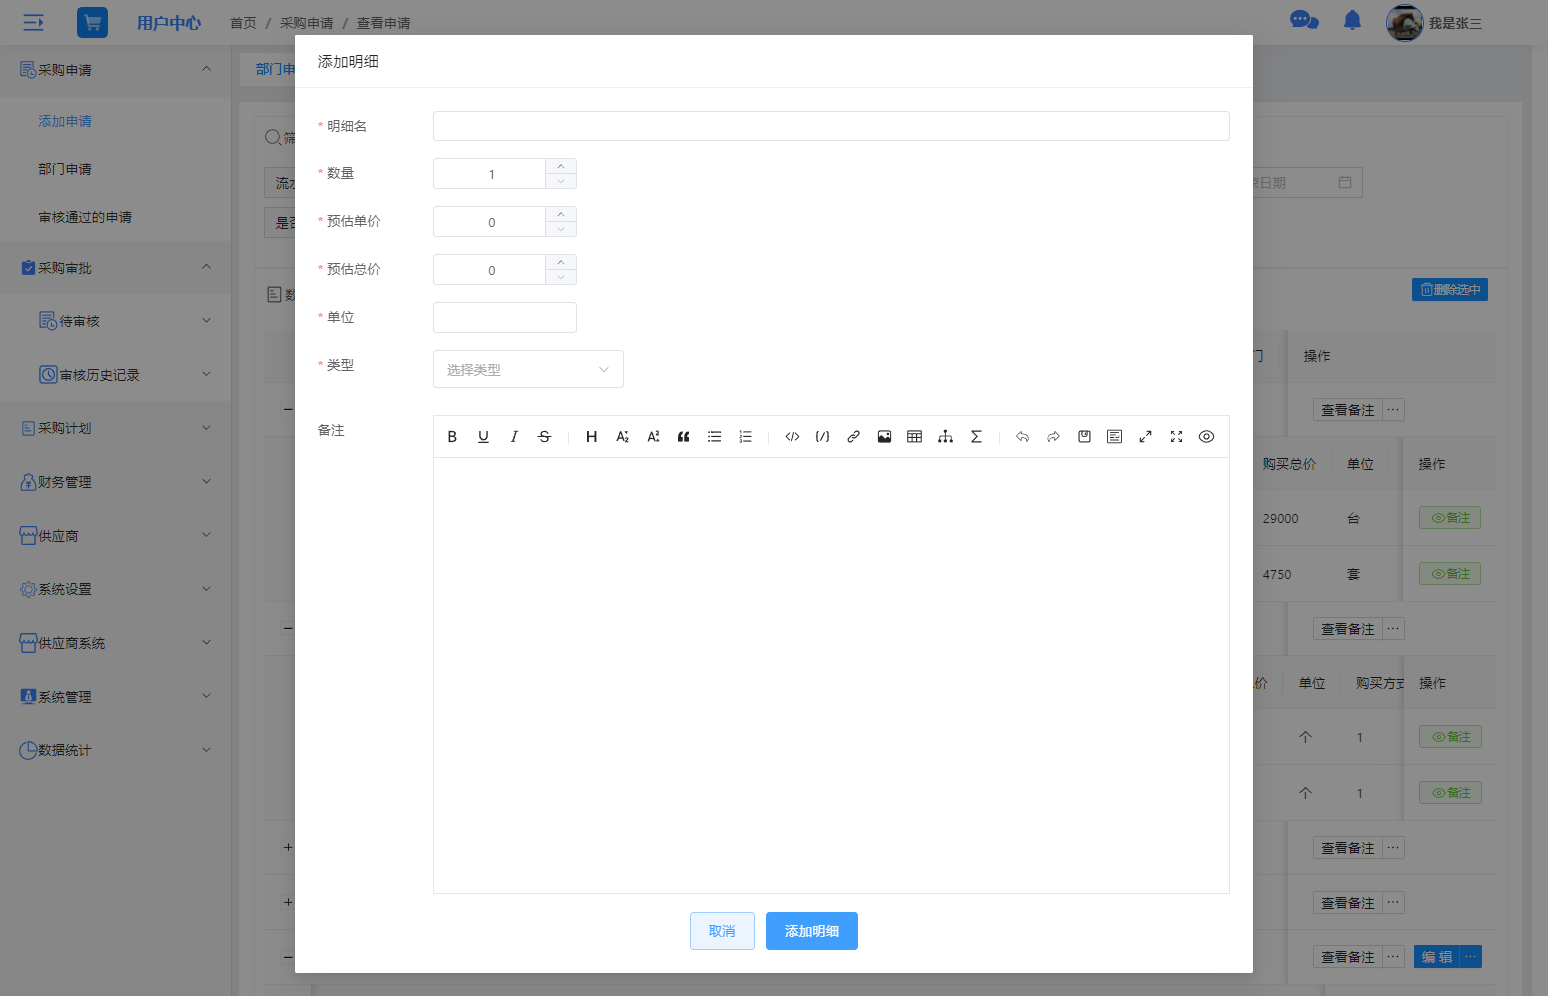 用户中心 首页 / 采购申请 / 查看申请 我是张三
采购申请
添加申请
部门申请
审核通过的申请
采购审批
待审核
审核历史记录
采购计划
财务管理
供应商
系统设置
供应商系统
系统管理
数据统计
部门申
添加明细
* 明细名
* 数量 1
* 预估单价 0
* 预估总价 0
* 单位
* 类型 选择类型
备注
B U I S H
取消 添加明细
流水
是否
日期
删除选中
门 操作
查看备注 ···
购买总价 单位 操作
29000 台 备注
4750 套 备注
查看备注 ···
价 单位 购买方式 操作
个 1 备注
个 1 备注
查看备注 ···
查看备注 ···
查看备注 ··· 编 辑 ···